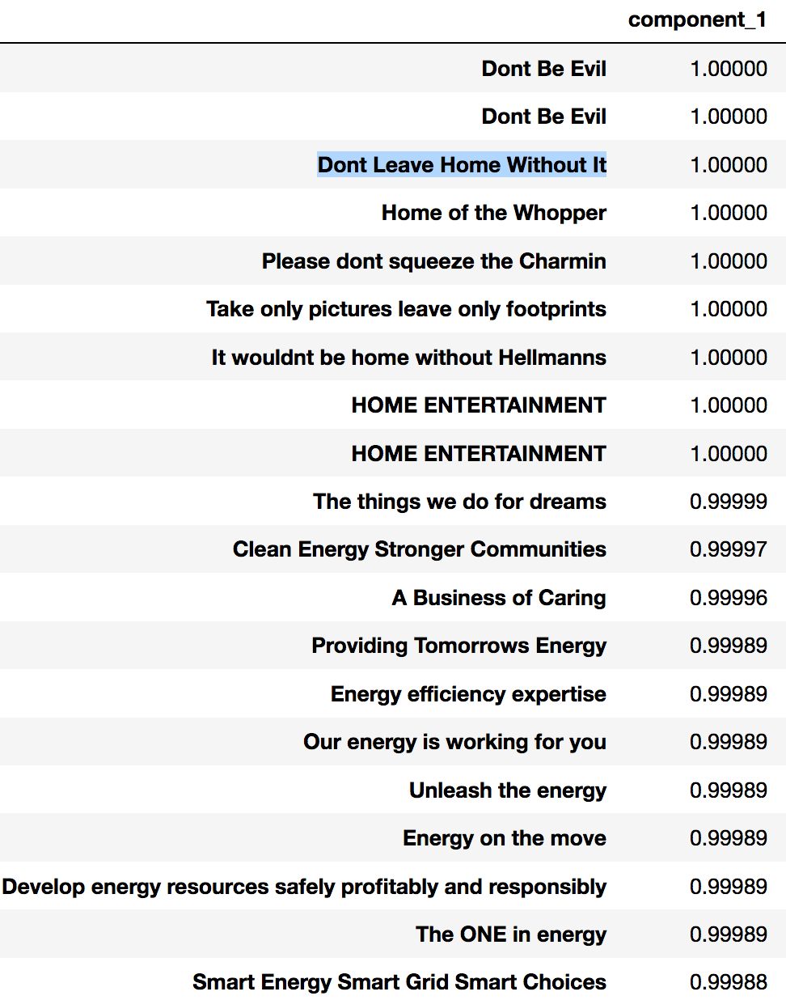 component_1
Dont Be Evil 1.00000
Dont Be Evil 1.00000
Dont Leave Home Without It 1.00000
Home of the Whopper 1.00000
Please dont squeeze the Charmin 1.00000
Take only pictures leave only footprints 1.00000
It wouldnt be home without Hellmanns 1.00000
HOME ENTERTAINMENT 1.00000
HOME ENTERTAINMENT 1.00000
The things we do for dreams 0.99999
Clean Energy Stronger Communities 0.99997
A Business of Caring 0.99996
Providing Tomorrows Energy 0.99989
Energy efficiency expertise 0.99989
Our energy is working for you 0.99989
Unleash the energy 0.99989
Energy on the move 0.99989
Develop energy resources safely profitably and responsibly 0.99989
The ONE in energy 0.99989
Smart Energy Smart Grid Smart Choices 0.99988